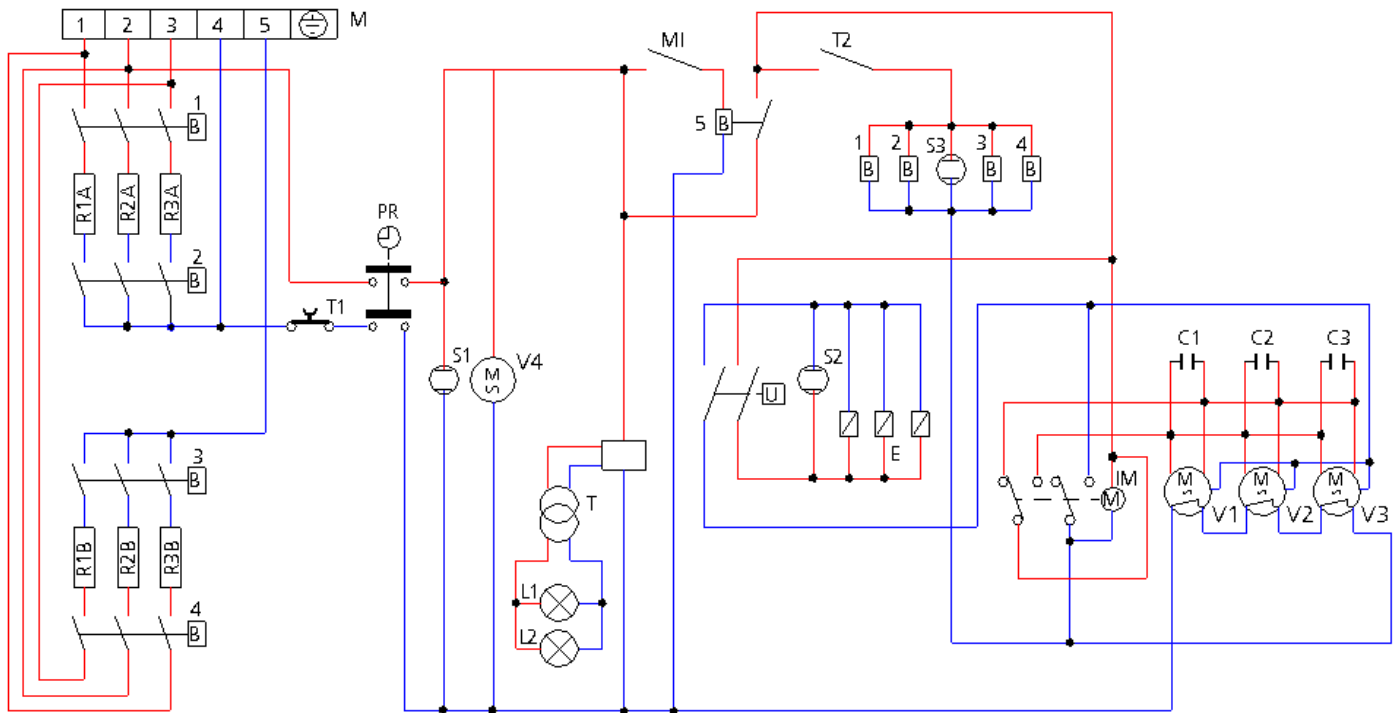 1 2 3 4 5 M
MI T2
1 B
5 B
1 2 S3 3 4
B B B B
R1A R2A R3A
PR
2 B
T1
S1 M S V4
S2
C1 C2 C3
U
E
3 B
IM
M
M S V1 M S V2 M S V3
T
R1B R2B R3B
L1
4 B
L2